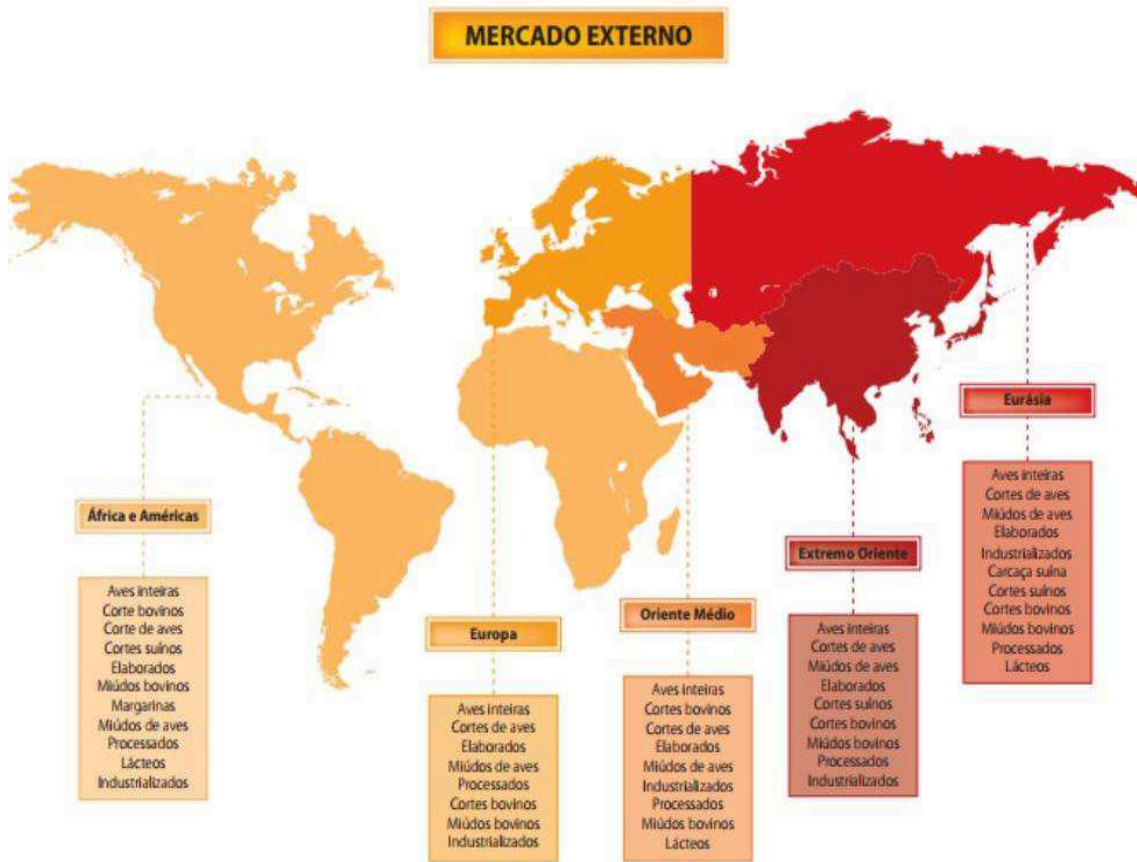 MERCADO EXTERNO
África e Américas
Aves inteiras
Corte bovinos
Corte de aves
Cortes suínos
Elaborados
Miúdos bovinos
Margarinas
Miúdos de aves
Processados
Lácteos
Industrializados
Europa
Aves inteiras
Cortes de aves
Elaborados
Miúdos de aves
Processados
Cortes bovinos
Miúdos bovinos
Industrializados
Oriente Médio
Aves inteiras
Cortes bovinos
Cortes de aves
Elaborados
Miúdos de aves
Industrializados
Processados
Miúdos bovinos
Lácteos
Extremo Oriente
Aves inteiras
Cortes de aves
Miúdos de aves
Elaborados
Cortes suínos
Cortes bovinos
Miúdos bovinos
Processados
Industrializados
Eurásia
Aves inteiras
Cortes de aves
Miúdos de aves
Elaborados
Industrializados
Carcaça suína
Cortes suínos
Cortes bovinos
Miúdos bovinos
Processados
Lácteos